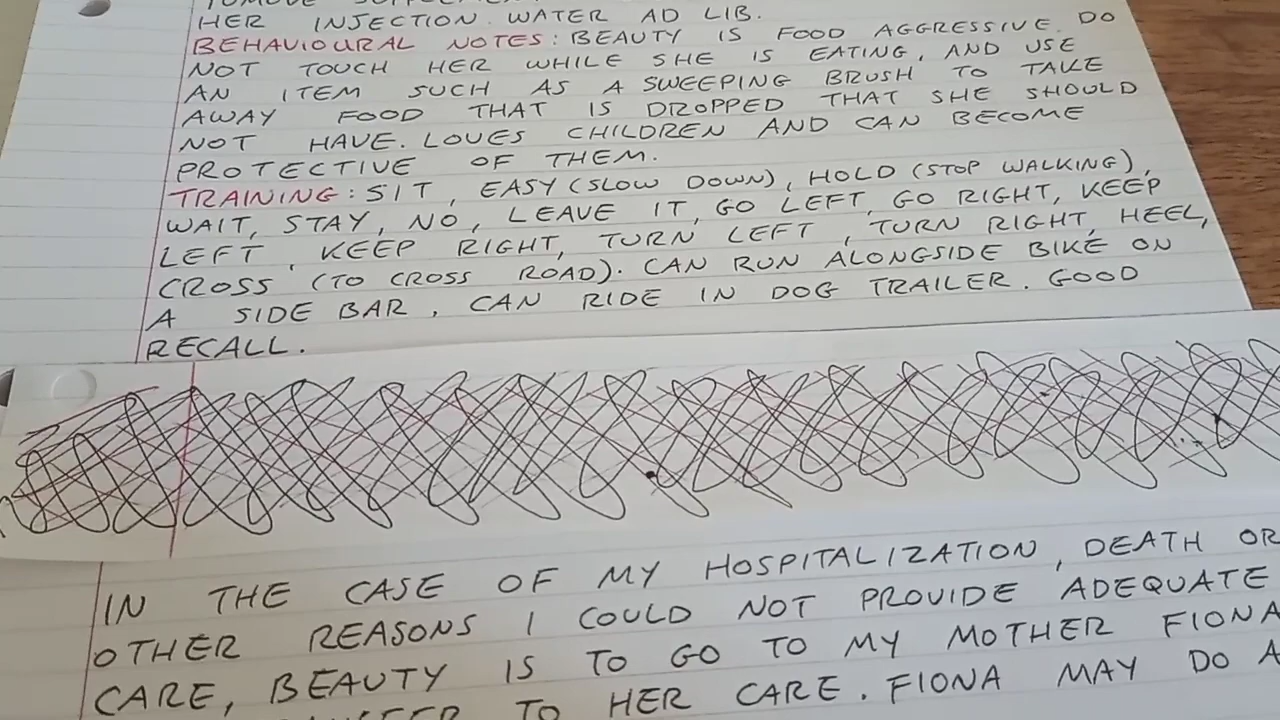 HER INJECTION. WATER AD LIB.
BEHAVIOURAL NOTES: BEAUTY IS FOOD AGGRESSIVE. DO
NOT TOUCH HER WHILE SHE IS EATING, AND USE
AN ITEM SUCH AS A SWEEPING BRUSH TO TAKE
AWAY FOOD THAT IS DROPPED THAT SHE SHOULD
NOT HAVE. LOVES CHILDREN AND CAN BECOME
PROTECTIVE OF THEM.
TRAINING: SIT, EASY (SLOW DOWN), HOLD (STOP WALKING),
WAIT, STAY, NO, LEAVE IT, GO LEFT, GO RIGHT, KEEP
LEFT, KEEP RIGHT, TURN LEFT, TURN RIGHT, HEEL,
CROSS (TO CROSS ROAD). CAN RUN ALONGSIDE BIKE ON
A SIDE BAR, CAN RIDE IN DOG TRAILER. GOOD
RECALL.
IN THE CASE OF MY HOSPITALIZATION, DEATH OR
OTHER REASONS I COULD NOT PROVIDE ADEQUATE
CARE, BEAUTY IS TO GO TO MY MOTHER FIONA
TO HER CARE. FIONA MAY DO A